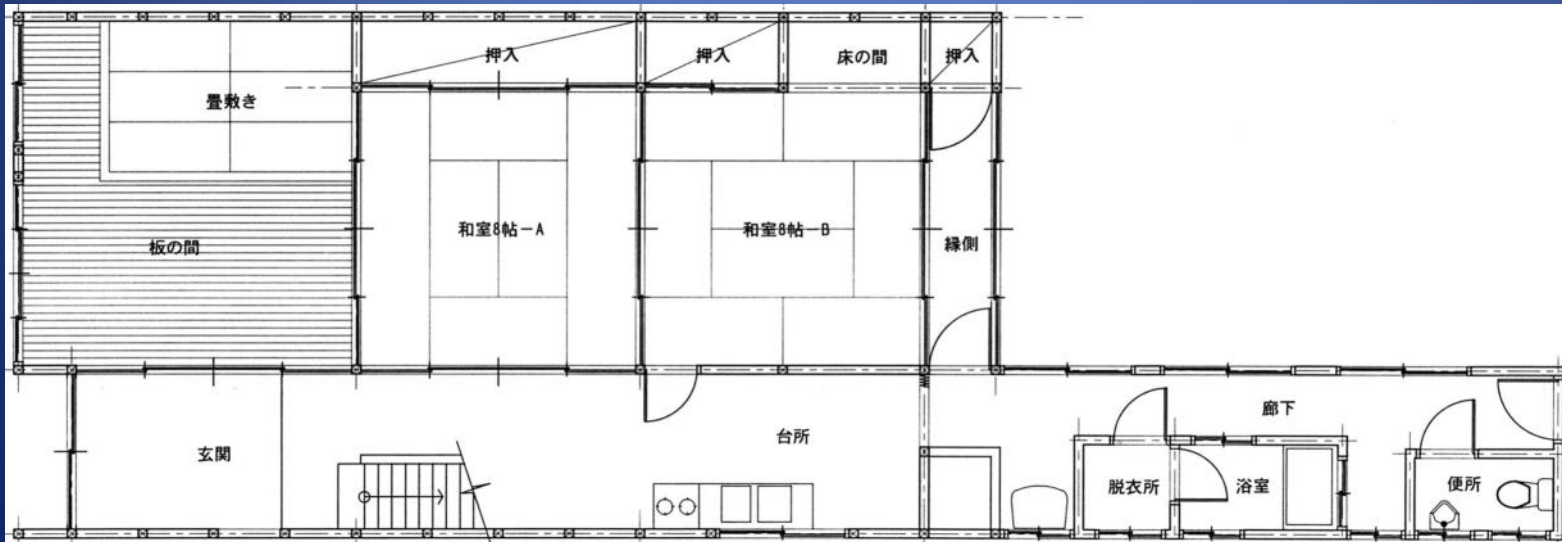 押入
押入
床の間
押入
畳敷き
板の間
和室8帖-A
和室8帖-B
縁側
玄関
台所
廊下
脱衣所
浴室
便所